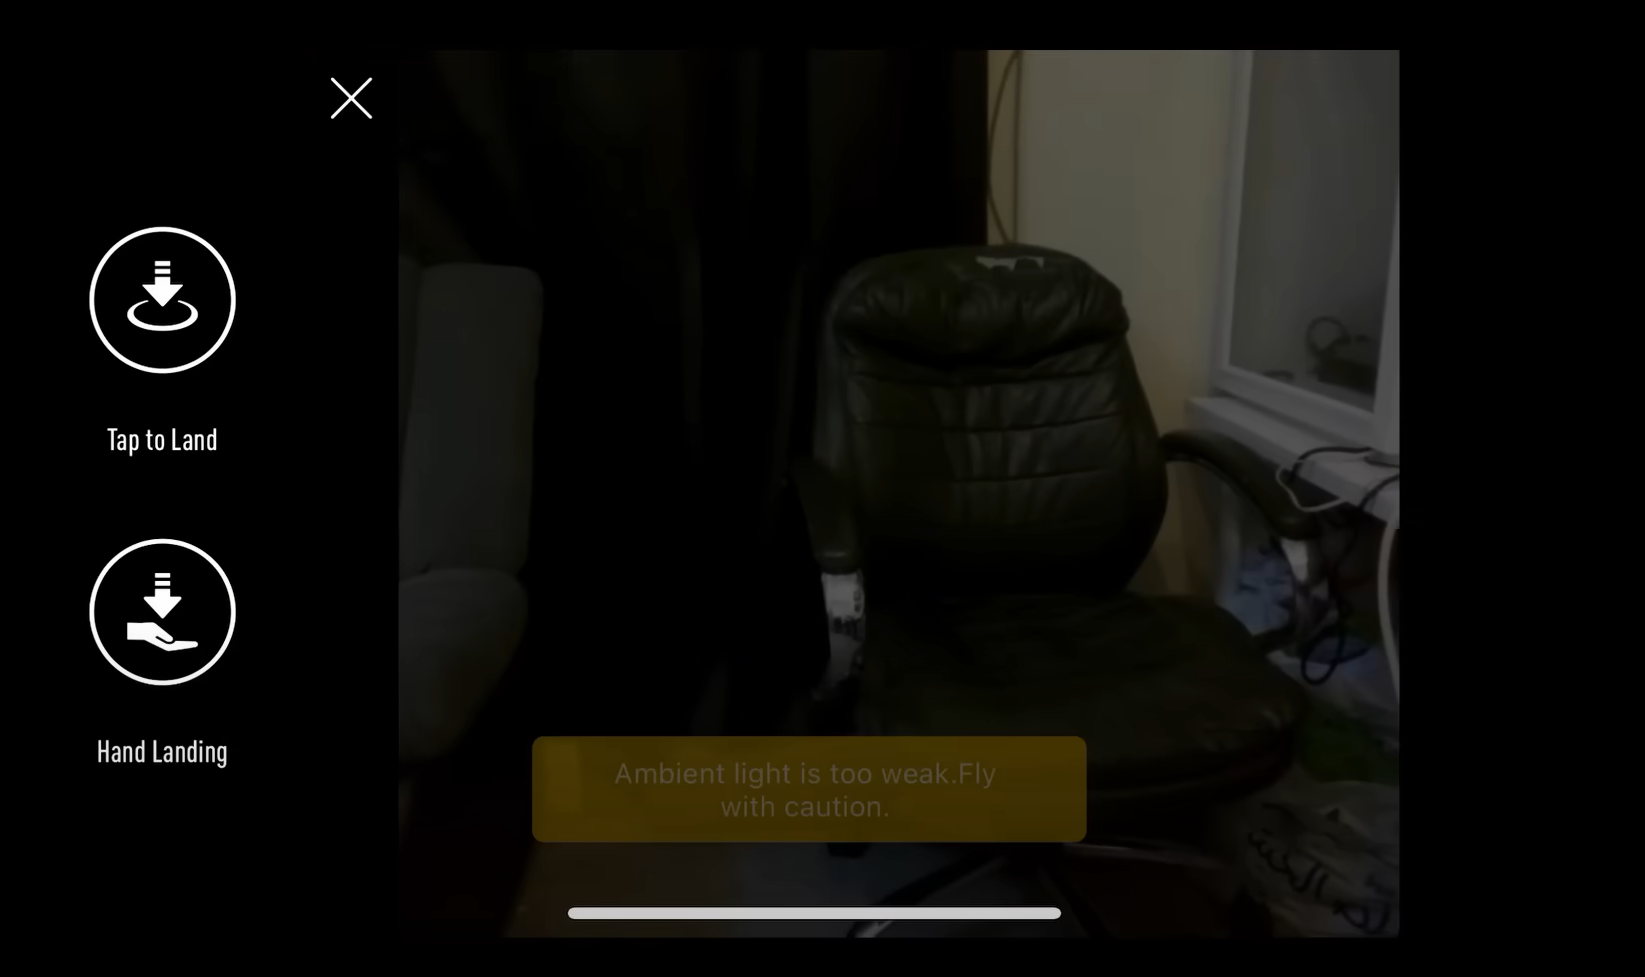 Tap to Land
Hand Landing
Ambient light is too weak.Fly
with caution.